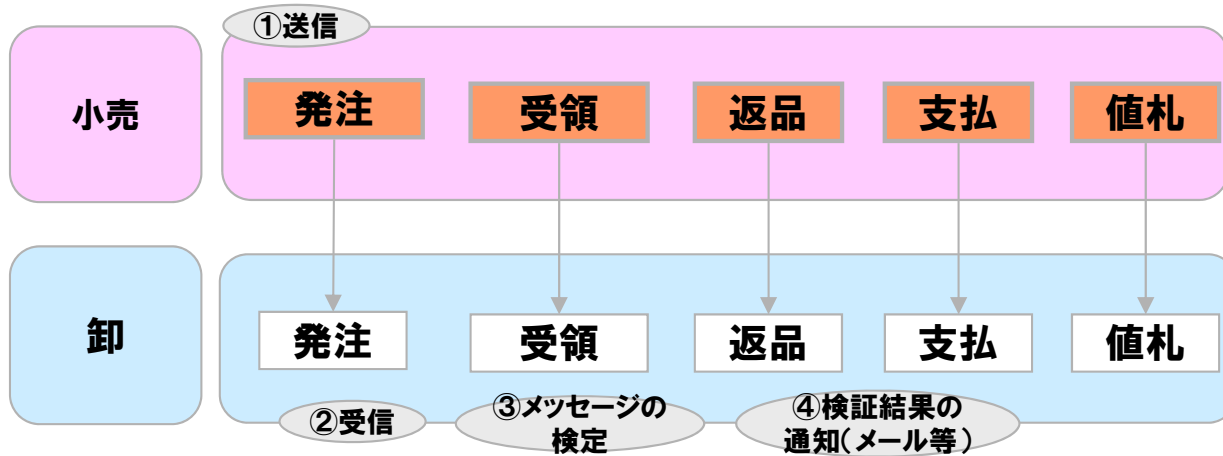 ①送信
小売
発注
受領
返品
支払
値札
卸
発注
受領
返品
支払
値札
②受信
③メッセージの
検定
④検証結果の
通知(メール等)